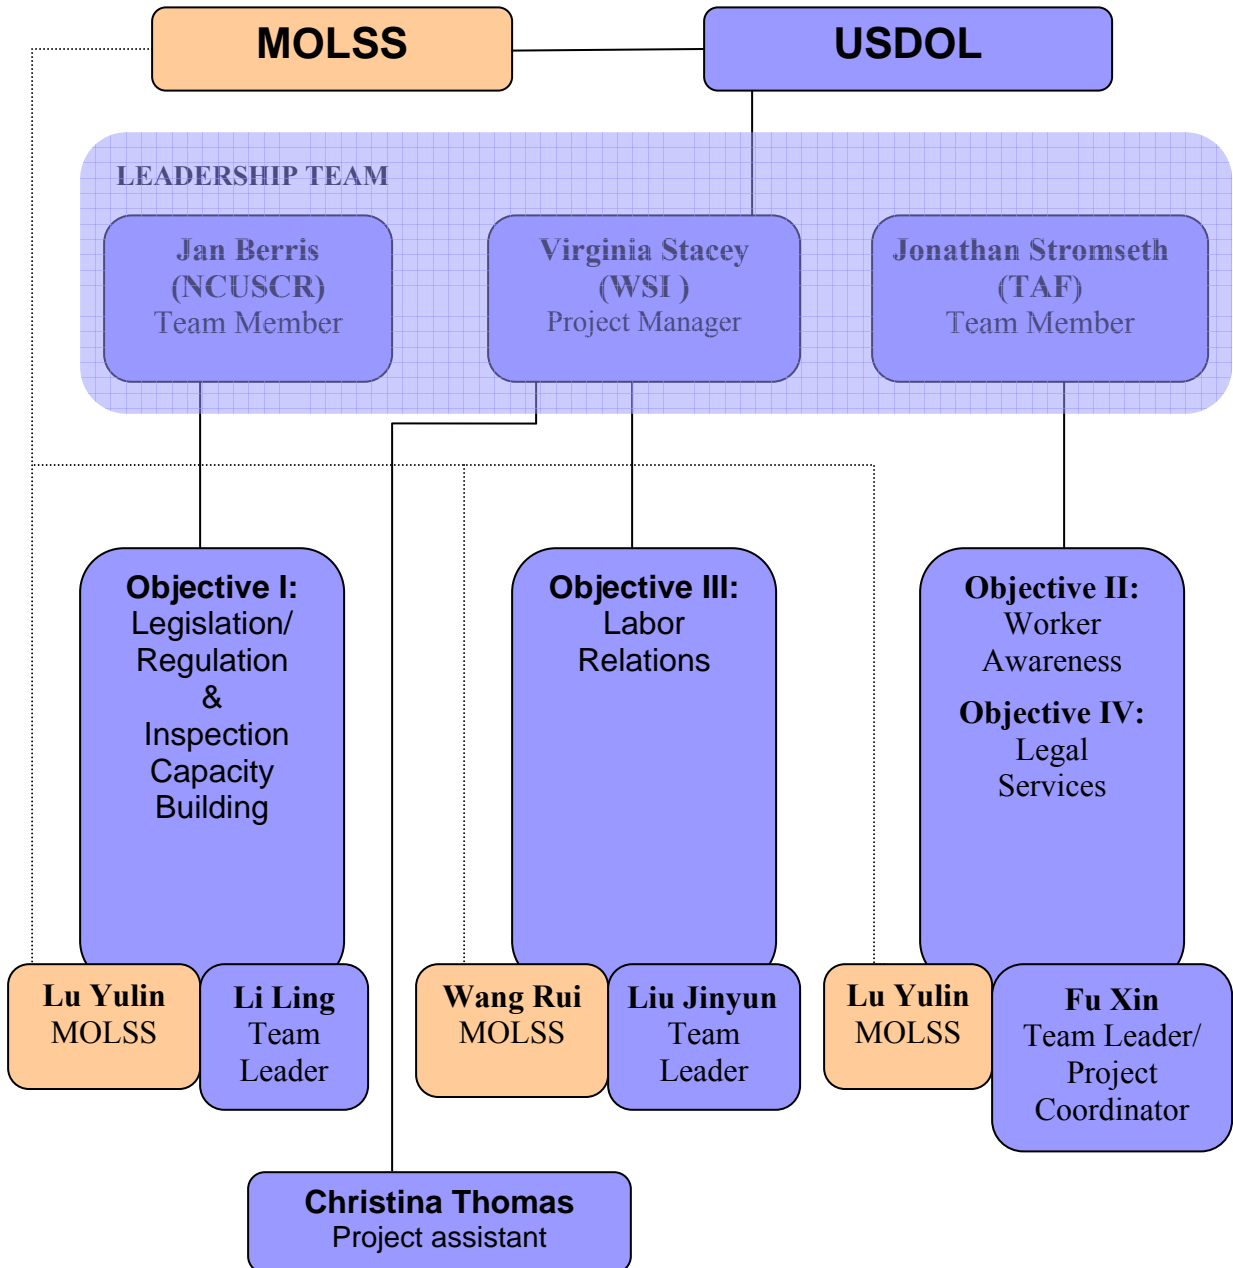 MOLSS
USDOL
LEADERSHIP TEAM
Jan Berris
(NCUSCR)
Team Member
Virginia Stacey
(WSI )
Project Manager
Jonathan Stromseth
(TAF)
Team Member
Objective I:
Legislation/
Regulation
&
Inspection
Capacity
Building
Objective III:
Labor
Relations
Objective II:
Worker
Awareness
Objective IV:
Legal
Services
Lu Yulin
MOLSS
Li Ling
Team
Leader
Wang Rui
MOLSS
Liu Jinyun
Team
Leader
Lu Yulin
MOLSS
Fu Xin
Team Leader/
Project
Coordinator
Christina Thomas
Project assistant